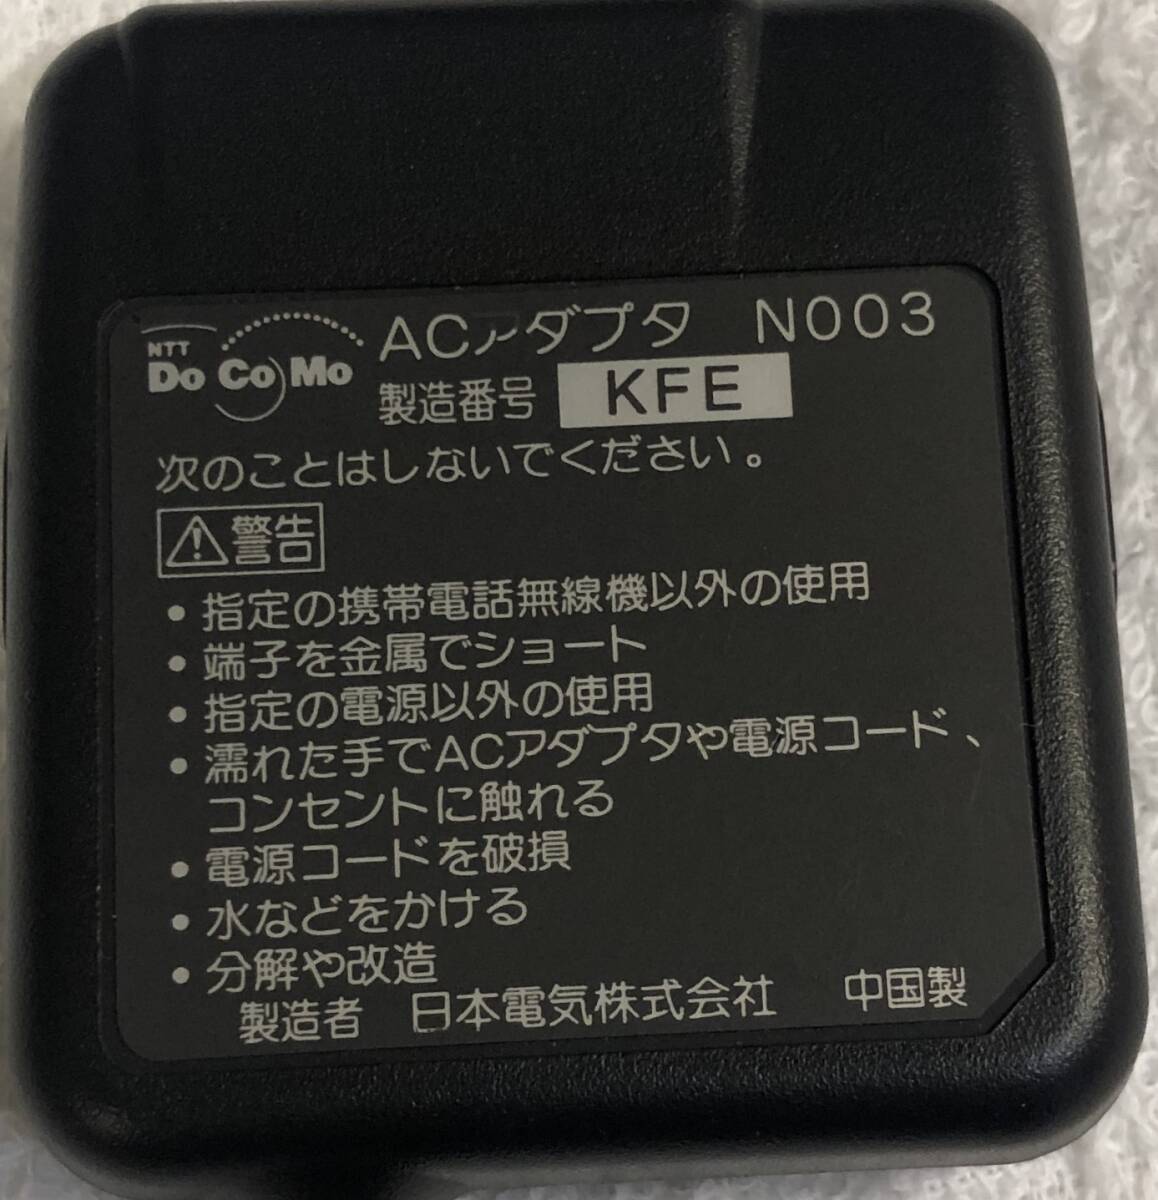 NTT
DoCoMo ACアダプタ N003
製造番号 KFE
次のことはしないでください。
⚠警告
• 指定の携帯電話無線機以外の使用
• 端子を金属でショート
• 指定の電源以外の使用
• 濡れた手でACアダプタや電源コード、
コンセントに触れる
• 電源コードを破損
• 水などをかける
• 分解や改造
製造者 日本電気株式会社 中国製